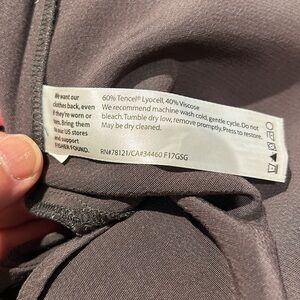 We want our
clothes back, even
if they're worn or
torn. Bring them
to our US stores
and support
FISHER FOUND.
60% Tencel® Lyocell, 40% Viscose
We recommend machine wash cold, gentle cycle. Do not
bleach. Tumble dry low, remove promptly. Press to restore.
May be dry cleaned.
RN#78121/CA#34460 F17GSG